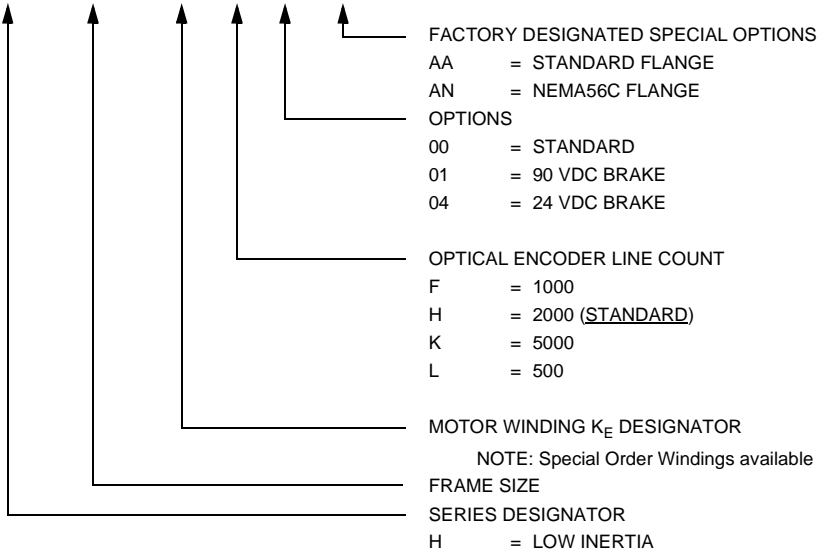 FACTORY DESIGNATED SPECIAL OPTIONS
AA = STANDARD FLANGE
AN = NEMA56C FLANGE
OPTIONS
00 = STANDARD
01 = 90 VDC BRAKE
04 = 24 VDC BRAKE
OPTICAL ENCODER LINE COUNT
F = 1000
H = 2000 (STANDARD)
K = 5000
L = 500
MOTOR WINDING KE DESIGNATOR
NOTE: Special Order Windings available
FRAME SIZE
SERIES DESIGNATOR
H = LOW INERTIA